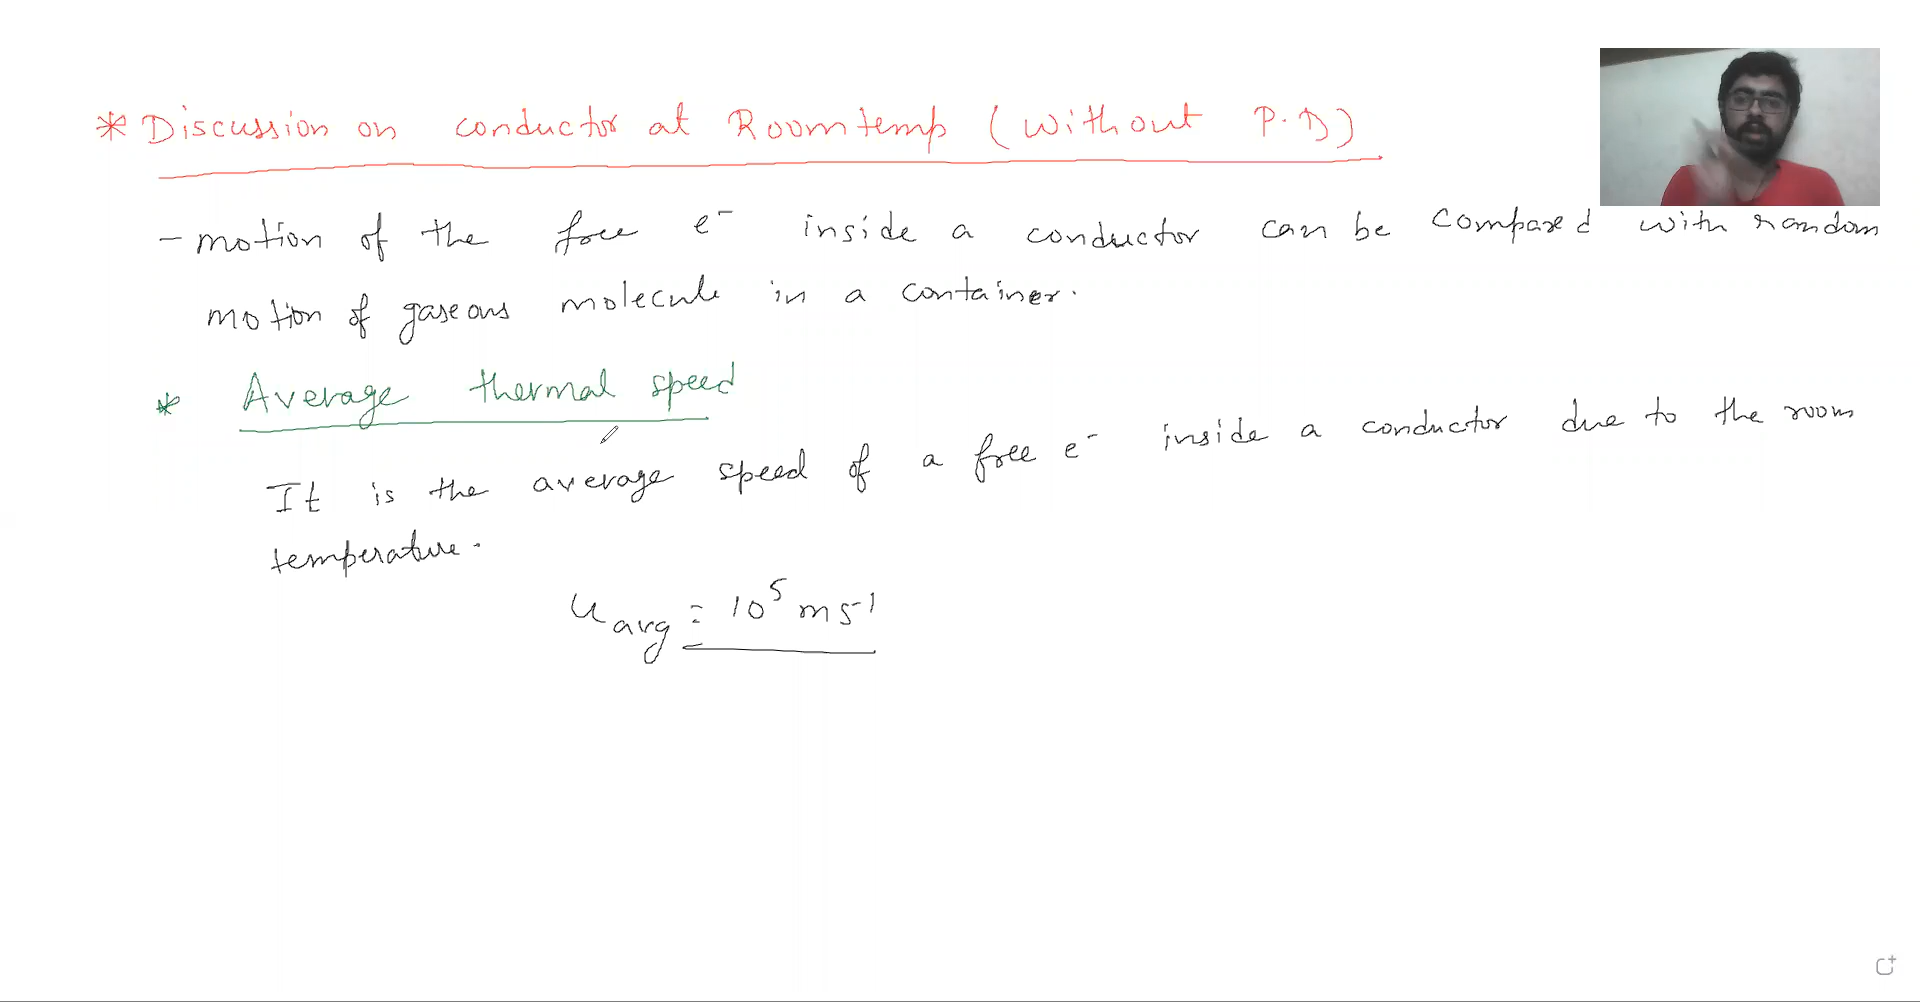 * Discussion on conductor at Room temp (without P.D)
- motion of the free e⁻ inside a conductor can be compared with random
motion of gaseous molecule in a container.
* Average thermal speed
It is the average speed of a free e⁻ inside a conductor due to the room
temperature.
u avg = 10⁵ ms⁻¹